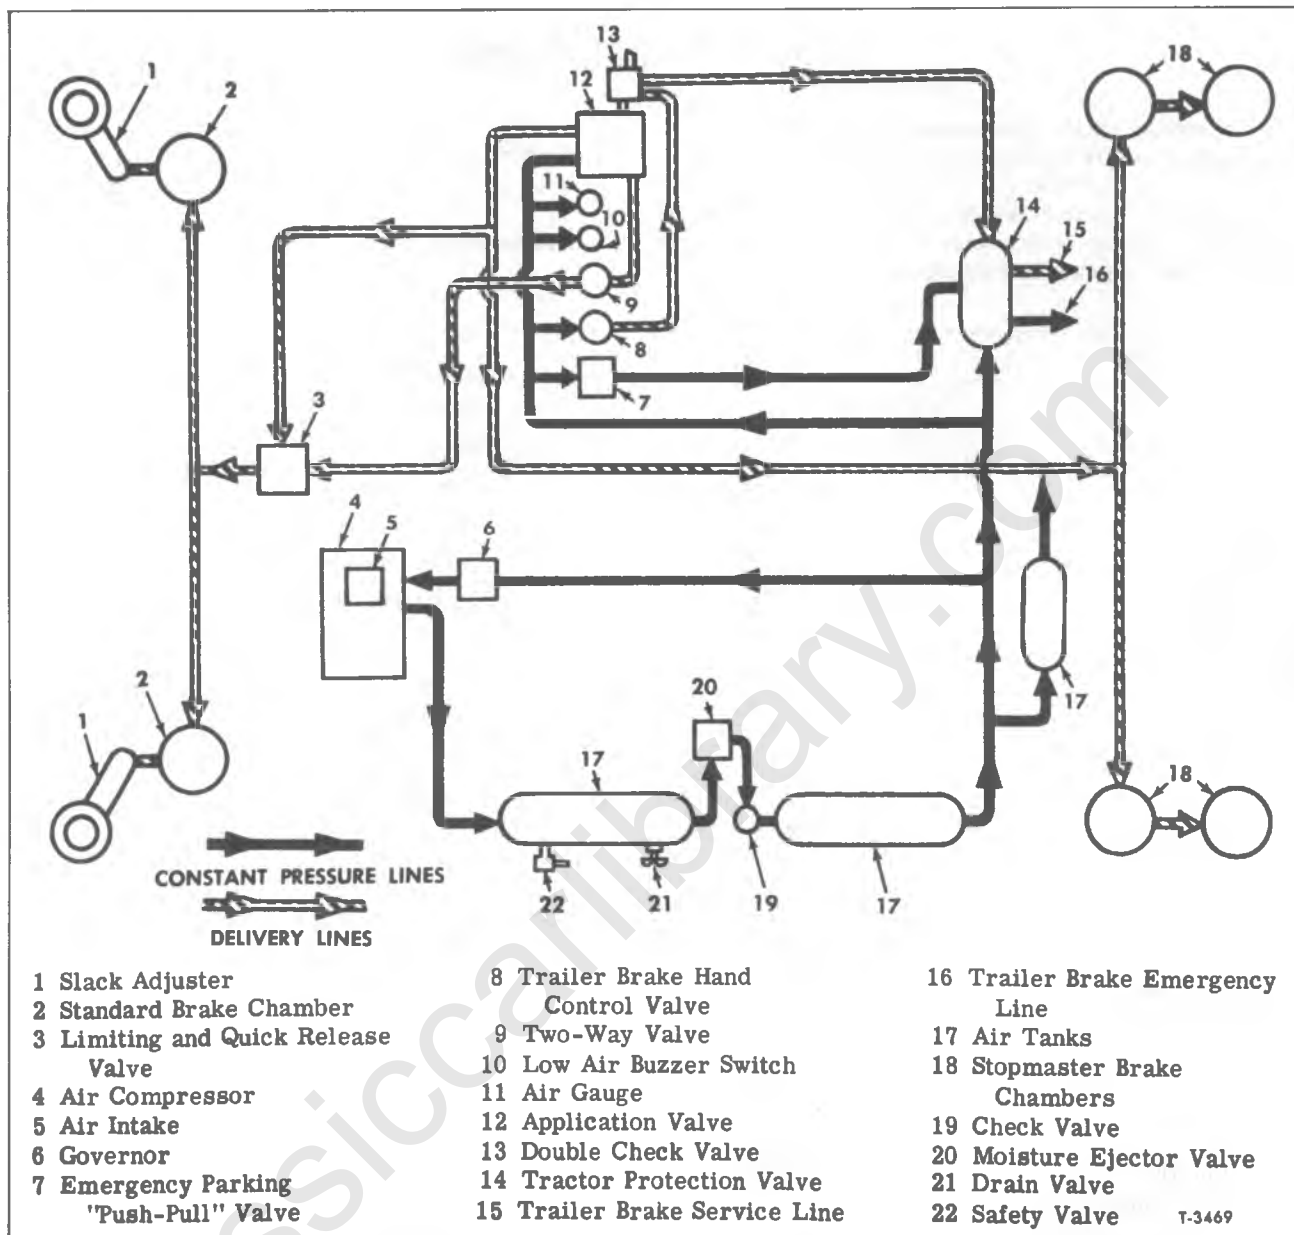 13
18
1
12
2
11
10
14
15
16
9
8
7
3
4
5
6
17
2
20
1
17
18
CONSTANT PRESSURE LINES
22
21
19
17
DELIVERY LINES
1 Slack Adjuster
2 Standard Brake Chamber
3 Limiting and Quick Release
Valve
4 Air Compressor
5 Air Intake
6 Governor
7 Emergency Parking
"Push-Pull" Valve
8 Trailer Brake Hand
Control Valve
9 Two-Way Valve
10 Low Air Buzzer Switch
11 Air Gauge
12 Application Valve
13 Double Check Valve
14 Tractor Protection Valve
15 Trailer Brake Service Line
16 Trailer Brake Emergency
Line
17 Air Tanks
18 Stopmaster Brake
Chambers
19 Check Valve
20 Moisture Ejector Valve
21 Drain Valve
22 Safety Valve
T-3469
ssiccarlibrary.com